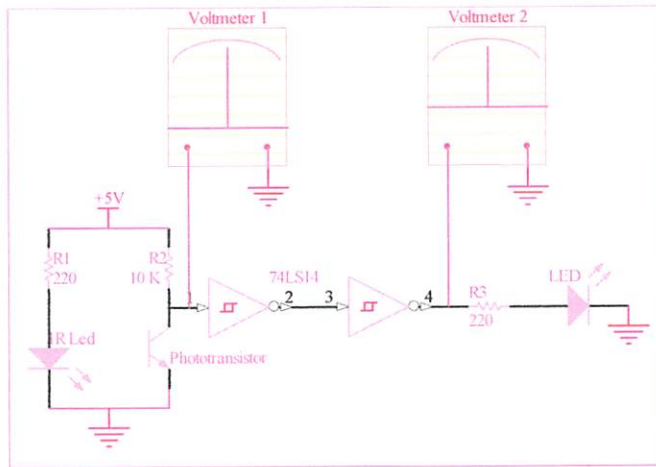 Voltmeter 1
Voltmeter 2
+5V
R1
220
R2
10 K
1
74LS14
2
3
4
R3
220
LED
IR Led
Phototransistor